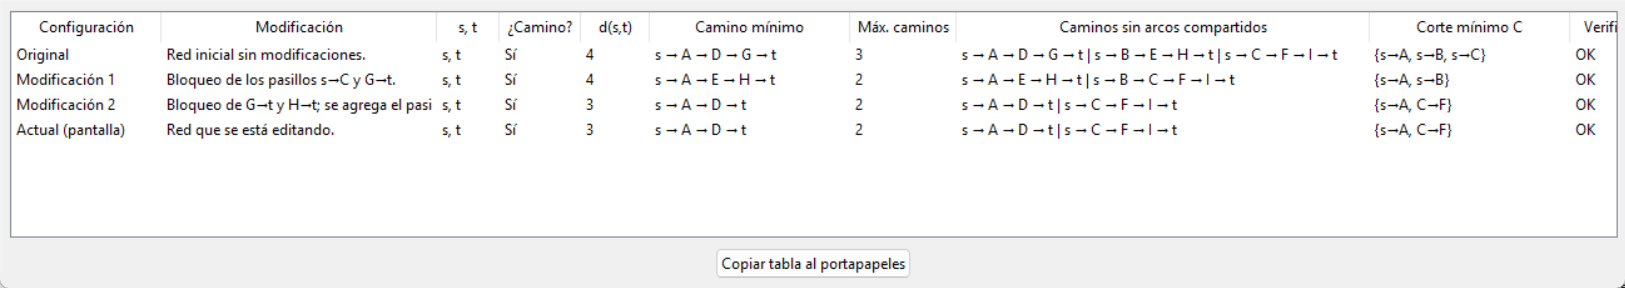 Configuración Modificación s, t ¿Camino? d(s,t) Camino mínimo Máx. caminos Caminos sin arcos compartidos Corte mínimo C Verifi
Original Red inicial sin modificaciones. s, t Sí 4 s → A → D → G → t 3 s → A → D → G → t | s → B → E → H → t | s → C → F → I → t {s→A, s→B, s→C} OK
Modificación 1 Bloqueo de los pasillos s→C y G→t. s, t Sí 4 s → A → E → H → t 2 s → A → E → H → t | s → B → C → F → I → t {s→A, s→B} OK
Modificación 2 Bloqueo de G→t y H→t; se agrega el pasi s, t Sí 3 s → A → D → t 2 s → A → D → t | s → C → F → I → t {s→A, C→F} OK
Actual (pantalla) Red que se está editando. s, t Sí 3 s → A → D → t 2 s → A → D → t | s → C → F → I → t {s→A, C→F} OK
Copiar tabla al portapapeles